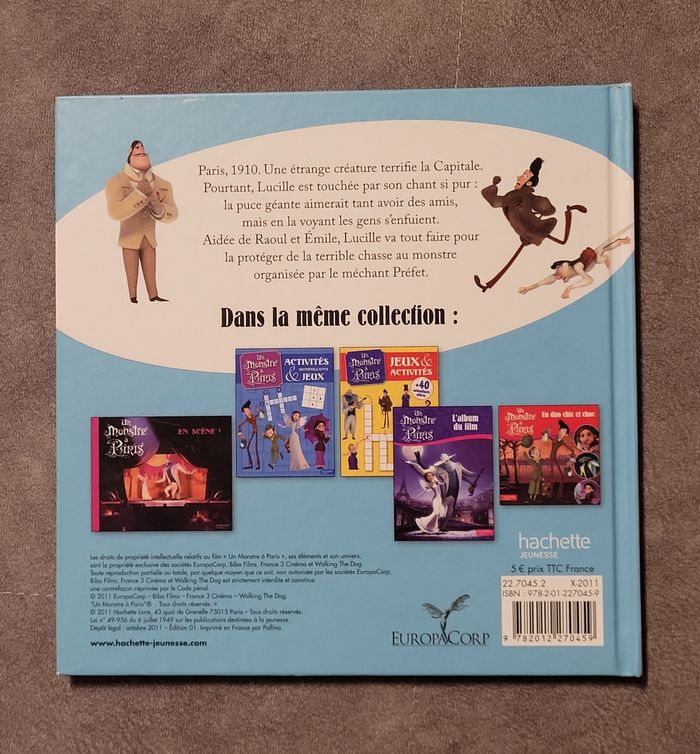 Paris, 1910. Une étrange créature terrifie la Capitale.
Pourtant, Lucille est touchée par son chant si pur :
la puce géante aimerait tant avoir des amis,
mais en la voyant les gens s'enfuient.
Aidée de Raoul et Émile, Lucille va tout faire pour
la protéger de la terrible chasse au monstre
organisée par le méchant Préfet.
Dans la même collection :
Un Monstre à Paris
EN SCÈNE !
Un Monstre à Paris
ACTIVITÉS
AUTOCOLLANTS
& JEUX
Un Monstre à Paris
JEUX &
ACTIVITÉS
+40
Un Monstre à Paris
L'album
du film
Un Monstre à Paris
Un duo chic et choc
Les droits de propriété intellectuelle relatifs au film « Un Monstre à Paris », ses éléments et son univers,
sont la propriété exclusive des sociétés EuropaCorp, Bibo Films, France 3 Cinéma et Walking The Dog.
Toute reproduction partielle ou totale, par quelque moyen que ce soit, non autorisée par les sociétés EuropaCorp,
Bibo Films, France 3 Cinéma et Walking The Dog est strictement interdite et constitue une
contrefaçon réprimée par le Code pénal.
© 2011 EuropaCorp – Bibo Films – France 3 Cinéma – Walking The Dog
"Un Monstre à Paris"® - Tous droits réservés. »
© 2011 Hachette Livre, 43 quai de Grenelle 75015 Paris – Tous droits réservés.
Loi n° 49-956 du 6 juillet 1949 sur les publications destinées à la jeunesse.
Dépôt légal : octobre 2011 – Édition 01. Imprimé en France par Pollina.
www.hachette-jeunesse.com
EUROPACORP
hachette
JEUNESSE
5 € prix TTC France
22.7045.2 X-2011
ISBN : 978-2-01-227045-9
9 782012 270459